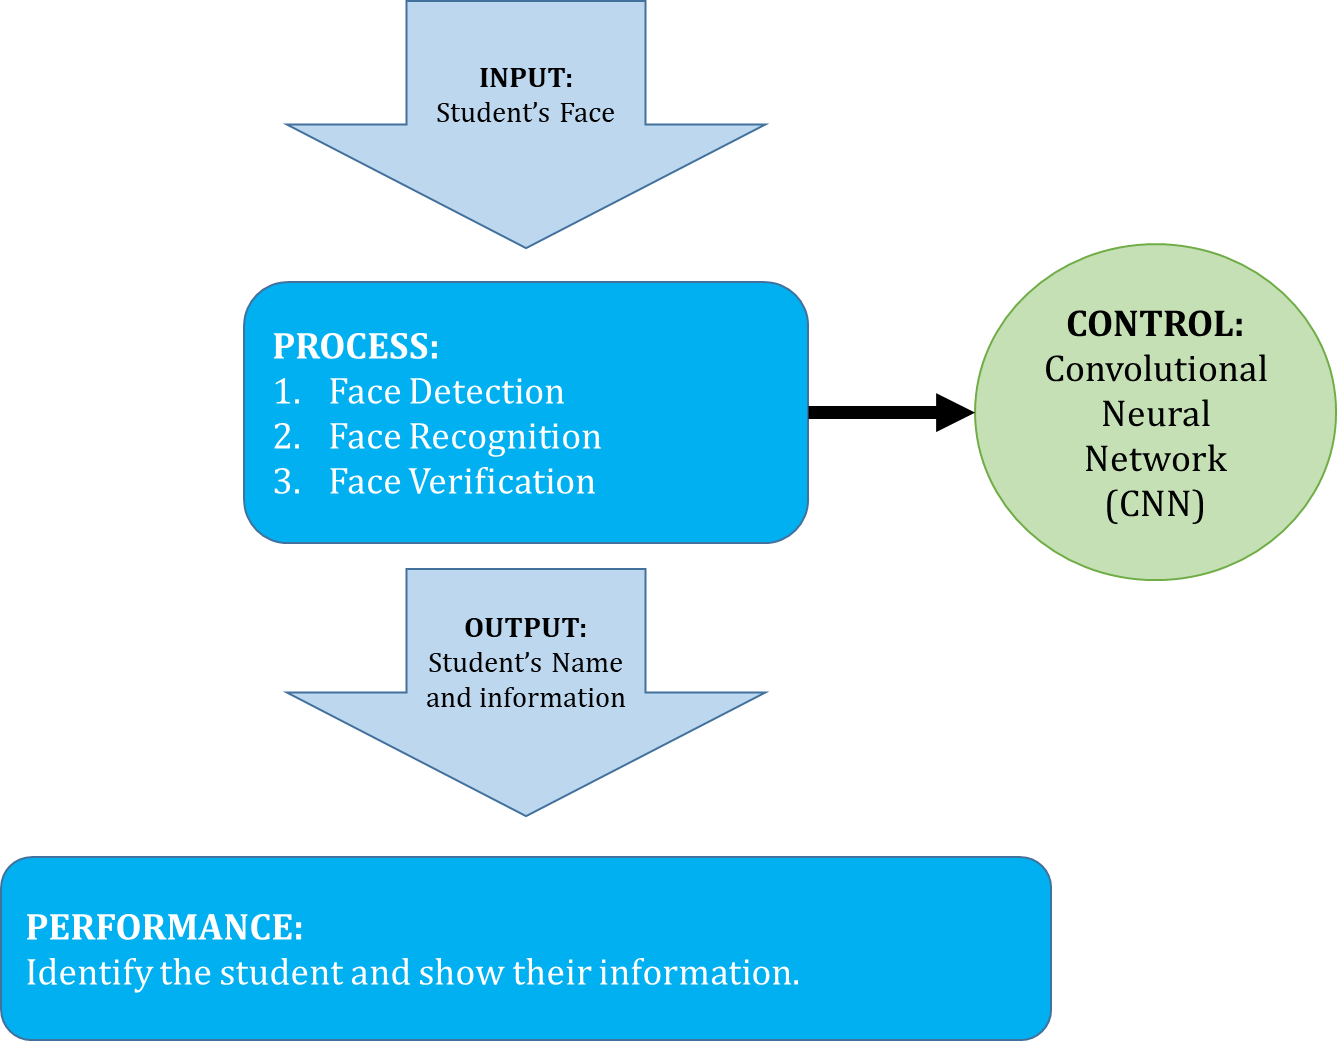 INPUT:
Student’s Face
PROCESS:
1. Face Detection
2. Face Recognition
3. Face Verification
CONTROL:
Convolutional
Neural
Network
(CNN)
OUTPUT:
Student’s Name
and information
PERFORMANCE:
Identify the student and show their information.